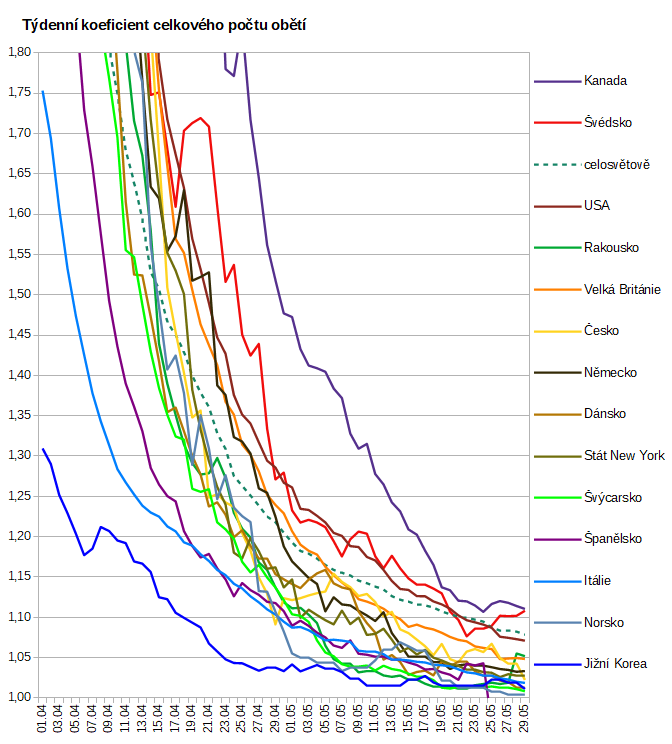 Týdenní koeficient celkového počtu obětí
1,80
1,75
1,70
1,65
1,60
1,55
1,50
1,45
1,40
1,35
1,30
1,25
1,20
1,15
1,10
1,05
1,00
01.04
03.04
05.04
07.04
09.04
11.04
13.04
15.04
17.04
19.04
21.04
23.04
25.04
27.04
29.04
01.05
03.05
05.05
07.05
09.05
11.05
13.05
15.05
17.05
19.05
21.05
23.05
25.05
27.05
29.05
Kanada
Švédsko
celosvětově
USA
Rakousko
Velká Británie
Česko
Německo
Dánsko
Stát New York
Švýcarsko
Španělsko
Itálie
Norsko
Jižní Korea